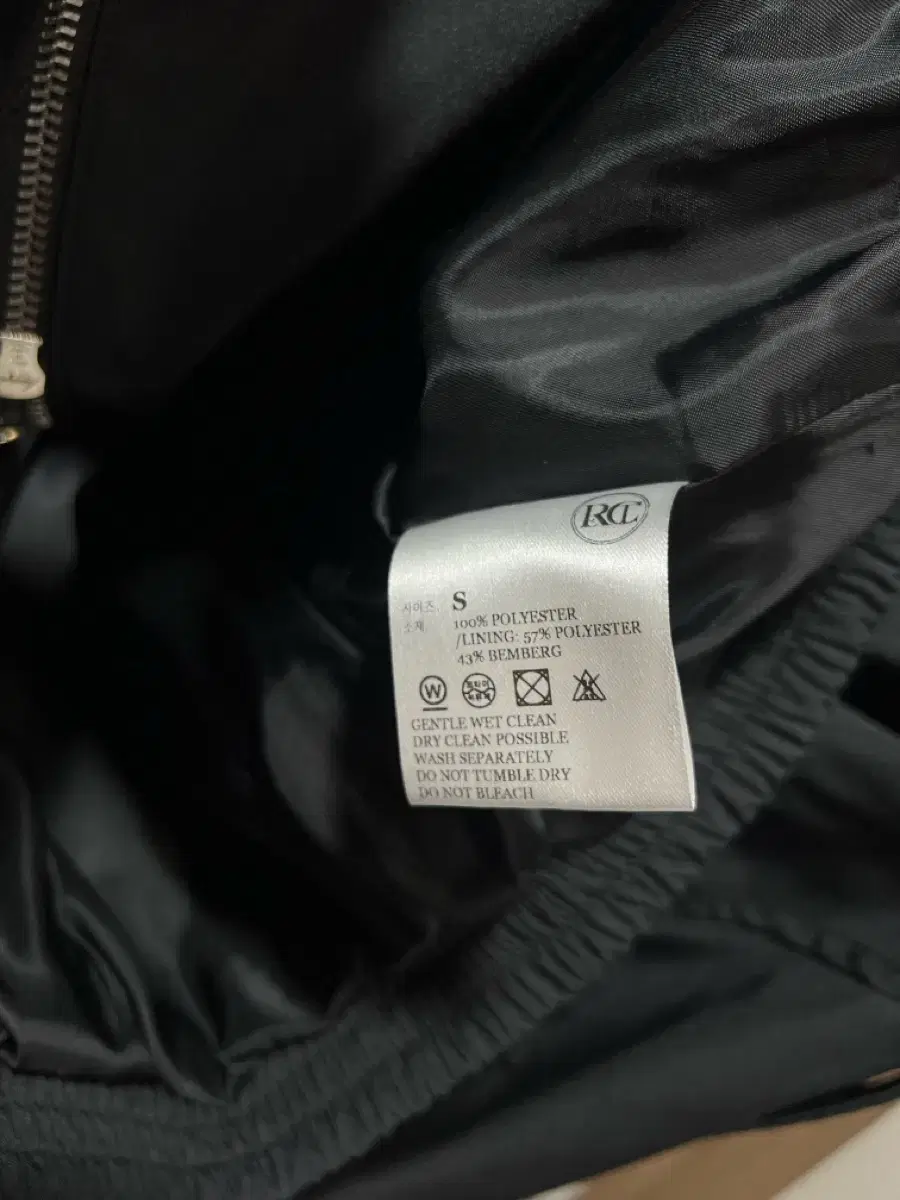 RCT
사이즈 S
소재 100% POLYESTER
/LINING: 57% POLYESTER
43% BEMBERG
W
GENTLE WET CLEAN
DRY CLEAN POSSIBLE
WASH SEPARATELY
DO NOT TUMBLE DRY
DO NOT BLEACH